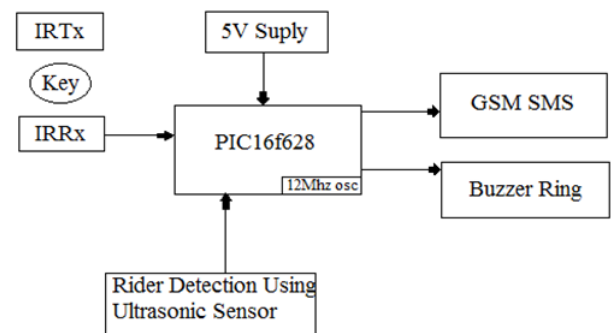 IRTx
5V Suply
Key
GSM SMS
IRRx
PIC16f628
12Mhz osc
Buzzer Ring
Rider Detection Using
Ultrasonic Sensor